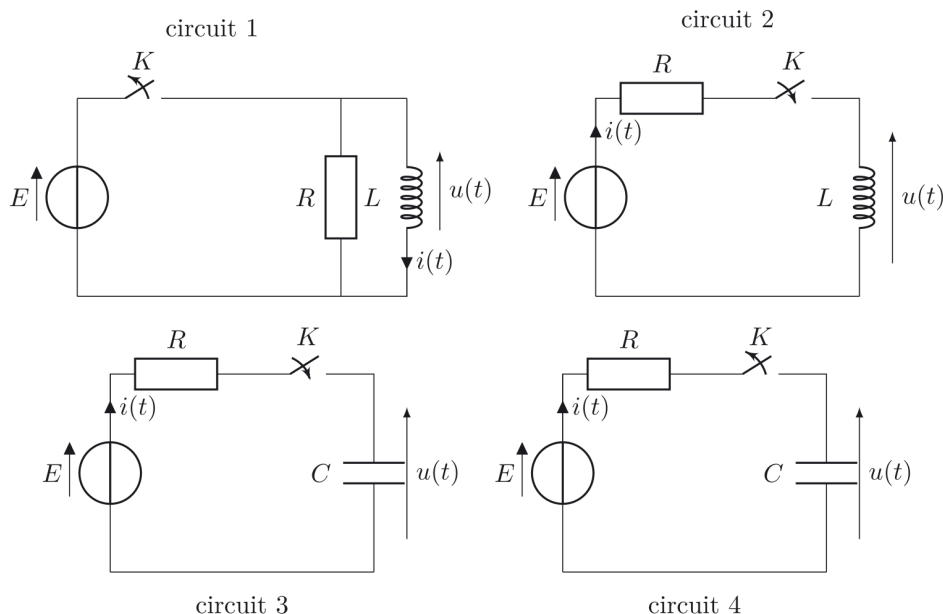 circuit 1
K
E
R
L
u(t)
i(t)
circuit 2
R
K
i(t)
E
L
u(t)
R
K
i(t)
E
C
u(t)
circuit 3
R
K
i(t)
E
C
u(t)
circuit 4